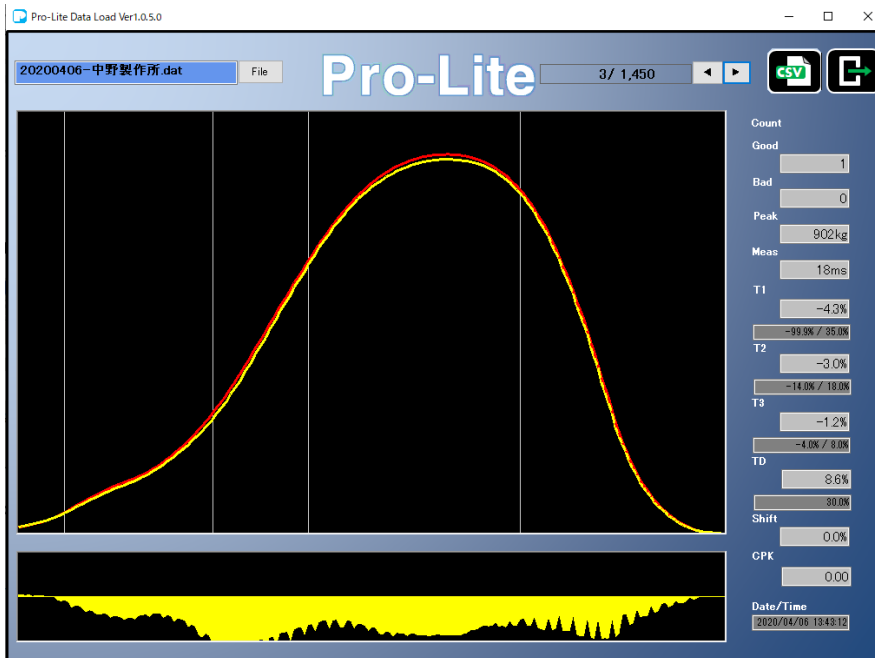 Pro-Lite Data Load Ver1.0.5.0
20200406-中野製作所.dat
File
Pro-Lite
3/ 1,450
CSV
Count
Good
1
Bad
0
Peak
902kg
Meas
18ms
T1
-4.3%
-99.9% / 35.0%
T2
-3.0%
-14.0% / 18.0%
T3
-1.2%
-4.0% / 8.0%
TD
8.6%
30.0%
Shift
0.0%
CPK
0.00
Date/Time
2020/04/06 13:43:12